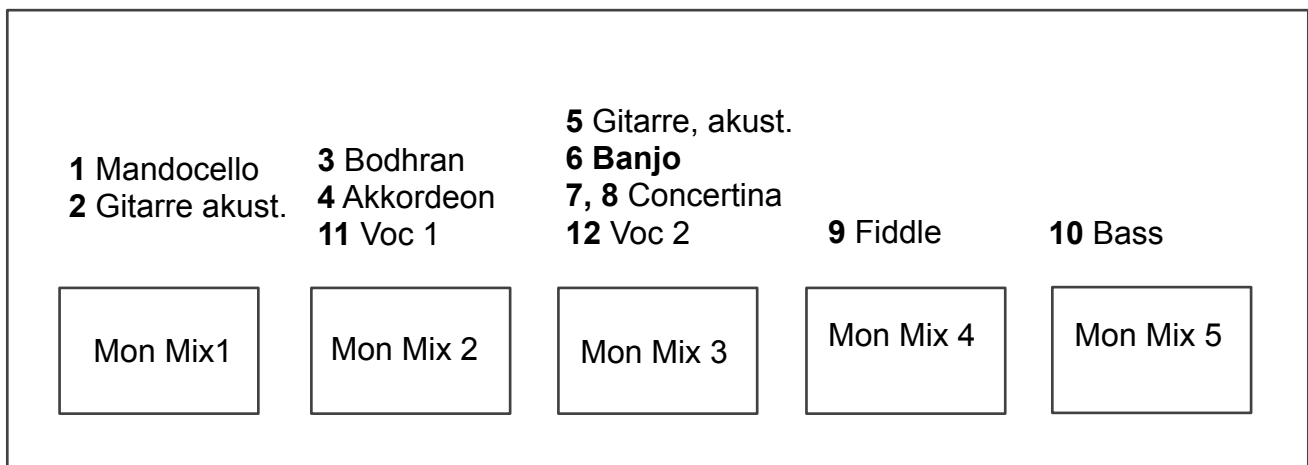 1 Mandocello
2 Gitarre akust.
3 Bodhran
4 Akkordeon
11 Voc 1
5 Gitarre, akust.
6 Banjo
7, 8 Concertina
12 Voc 2
9 Fiddle
10 Bass
Mon Mix1
Mon Mix 2
Mon Mix 3
Mon Mix 4
Mon Mix 5